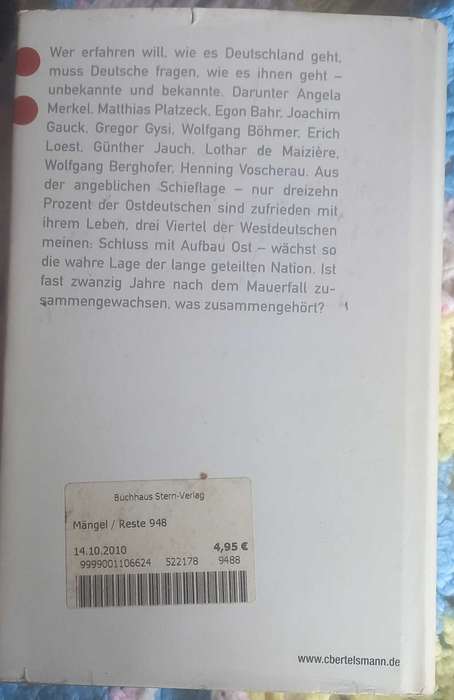 Wer erfahren will, wie es Deutschland geht,
muss Deutsche fragen, wie es ihnen geht –
unbekannte und bekannte. Darunter Angela
Merkel, Matthias Platzeck, Egon Bahr, Joachim
Gauck, Gregor Gysi, Wolfgang Böhmer, Erich
Loest, Günther Jauch, Lothar de Maizière,
Wolfgang Berghofer, Henning Voscherau. Aus
der angeblichen Schieflage – nur dreizehn
Prozent der Ostdeutschen sind zufrieden mit
ihrem Leben, drei Viertel der Westdeutschen
meinen: Schluss mit Aufbau Ost – wächst so
die wahre Lage der lange geteilten Nation. Ist
fast zwanzig Jahre nach dem Mauerfall zu-
sammengewachsen, was zusammengehört?
Buchhaus Stern-Verlag
Mängel / Reste 948
14.10.2010 4,95 €
9999001106624 522178 9488
www.cbertelsmann.de